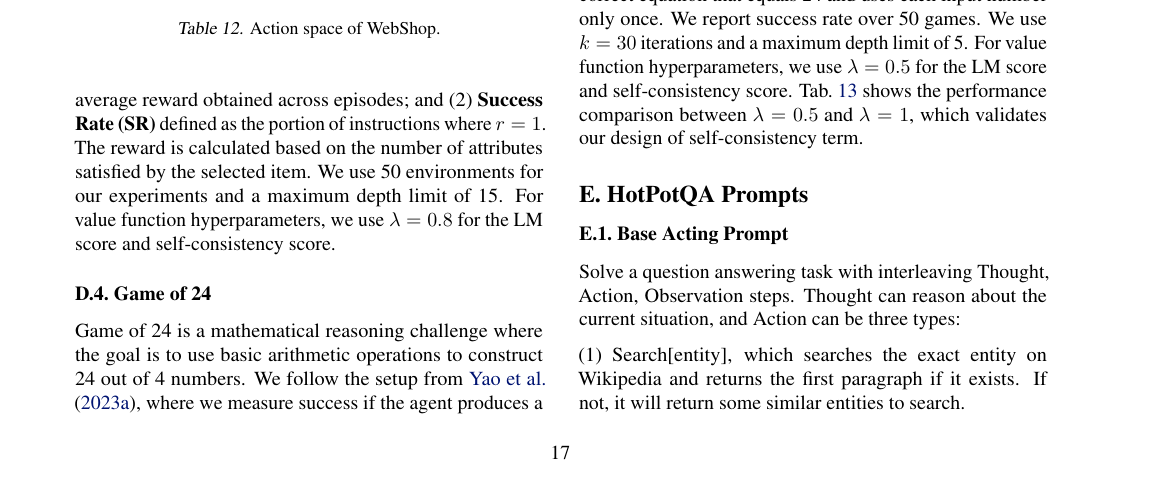 Table 12. Action space of WebShop.
average reward obtained across episodes; and (2) Success
Rate (SR) defined as the portion of instructions where r = 1.
The reward is calculated based on the number of attributes
satisfied by the selected item. We use 50 environments for
our experiments and a maximum depth limit of 15. For
value function hyperparameters, we use λ = 0.8 for the LM
score and self-consistency score.
D.4. Game of 24
Game of 24 is a mathematical reasoning challenge where
the goal is to use basic arithmetic operations to construct
24 out of 4 numbers. We follow the setup from Yao et al.
(2023a), where we measure success if the agent produces a
only once. We report success rate over 50 games. We use
k = 30 iterations and a maximum depth limit of 5. For value
function hyperparameters, we use λ = 0.5 for the LM score
and self-consistency score. Tab. 13 shows the performance
comparison between λ = 0.5 and λ = 1, which validates
our design of self-consistency term.
E. HotPotQA Prompts
E.1. Base Acting Prompt
Solve a question answering task with interleaving Thought,
Action, Observation steps. Thought can reason about the
current situation, and Action can be three types:
(1) Search[entity], which searches the exact entity on
Wikipedia and returns the first paragraph if it exists. If
not, it will return some similar entities to search.
17